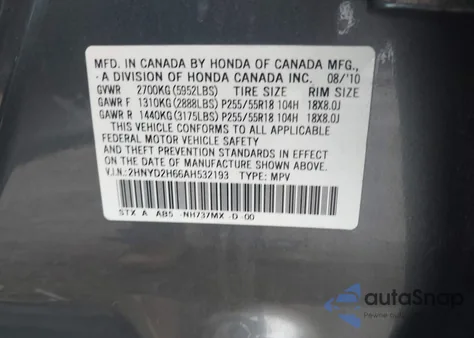 MFD. IN CANADA BY HONDA OF CANADA MFG.,
- A DIVISION OF HONDA CANADA INC. 08/'10
GVWR 2700KG (5952LBS) TIRE SIZE RIM SIZE
GAWR F 1310KG (2888LBS) P255/55R18 104H 18X8.0J
GAWR R 1440KG (3175LBS) P255/55R18 104H 18X8.0J
THIS VEHICLE CONFORMS TO ALL APPLICABLE
FEDERAL MOTOR VEHICLE SAFETY
AND THEFT PREVENTION STANDARDS IN EFFECT
ON THE DATE OF MANUFACTURE SHOWN ABOVE.
V.I.N.: 2HNYD2H66AH532193 TYPE: MPV
STX A AB5 -NH737MX -D 00
autoSnap